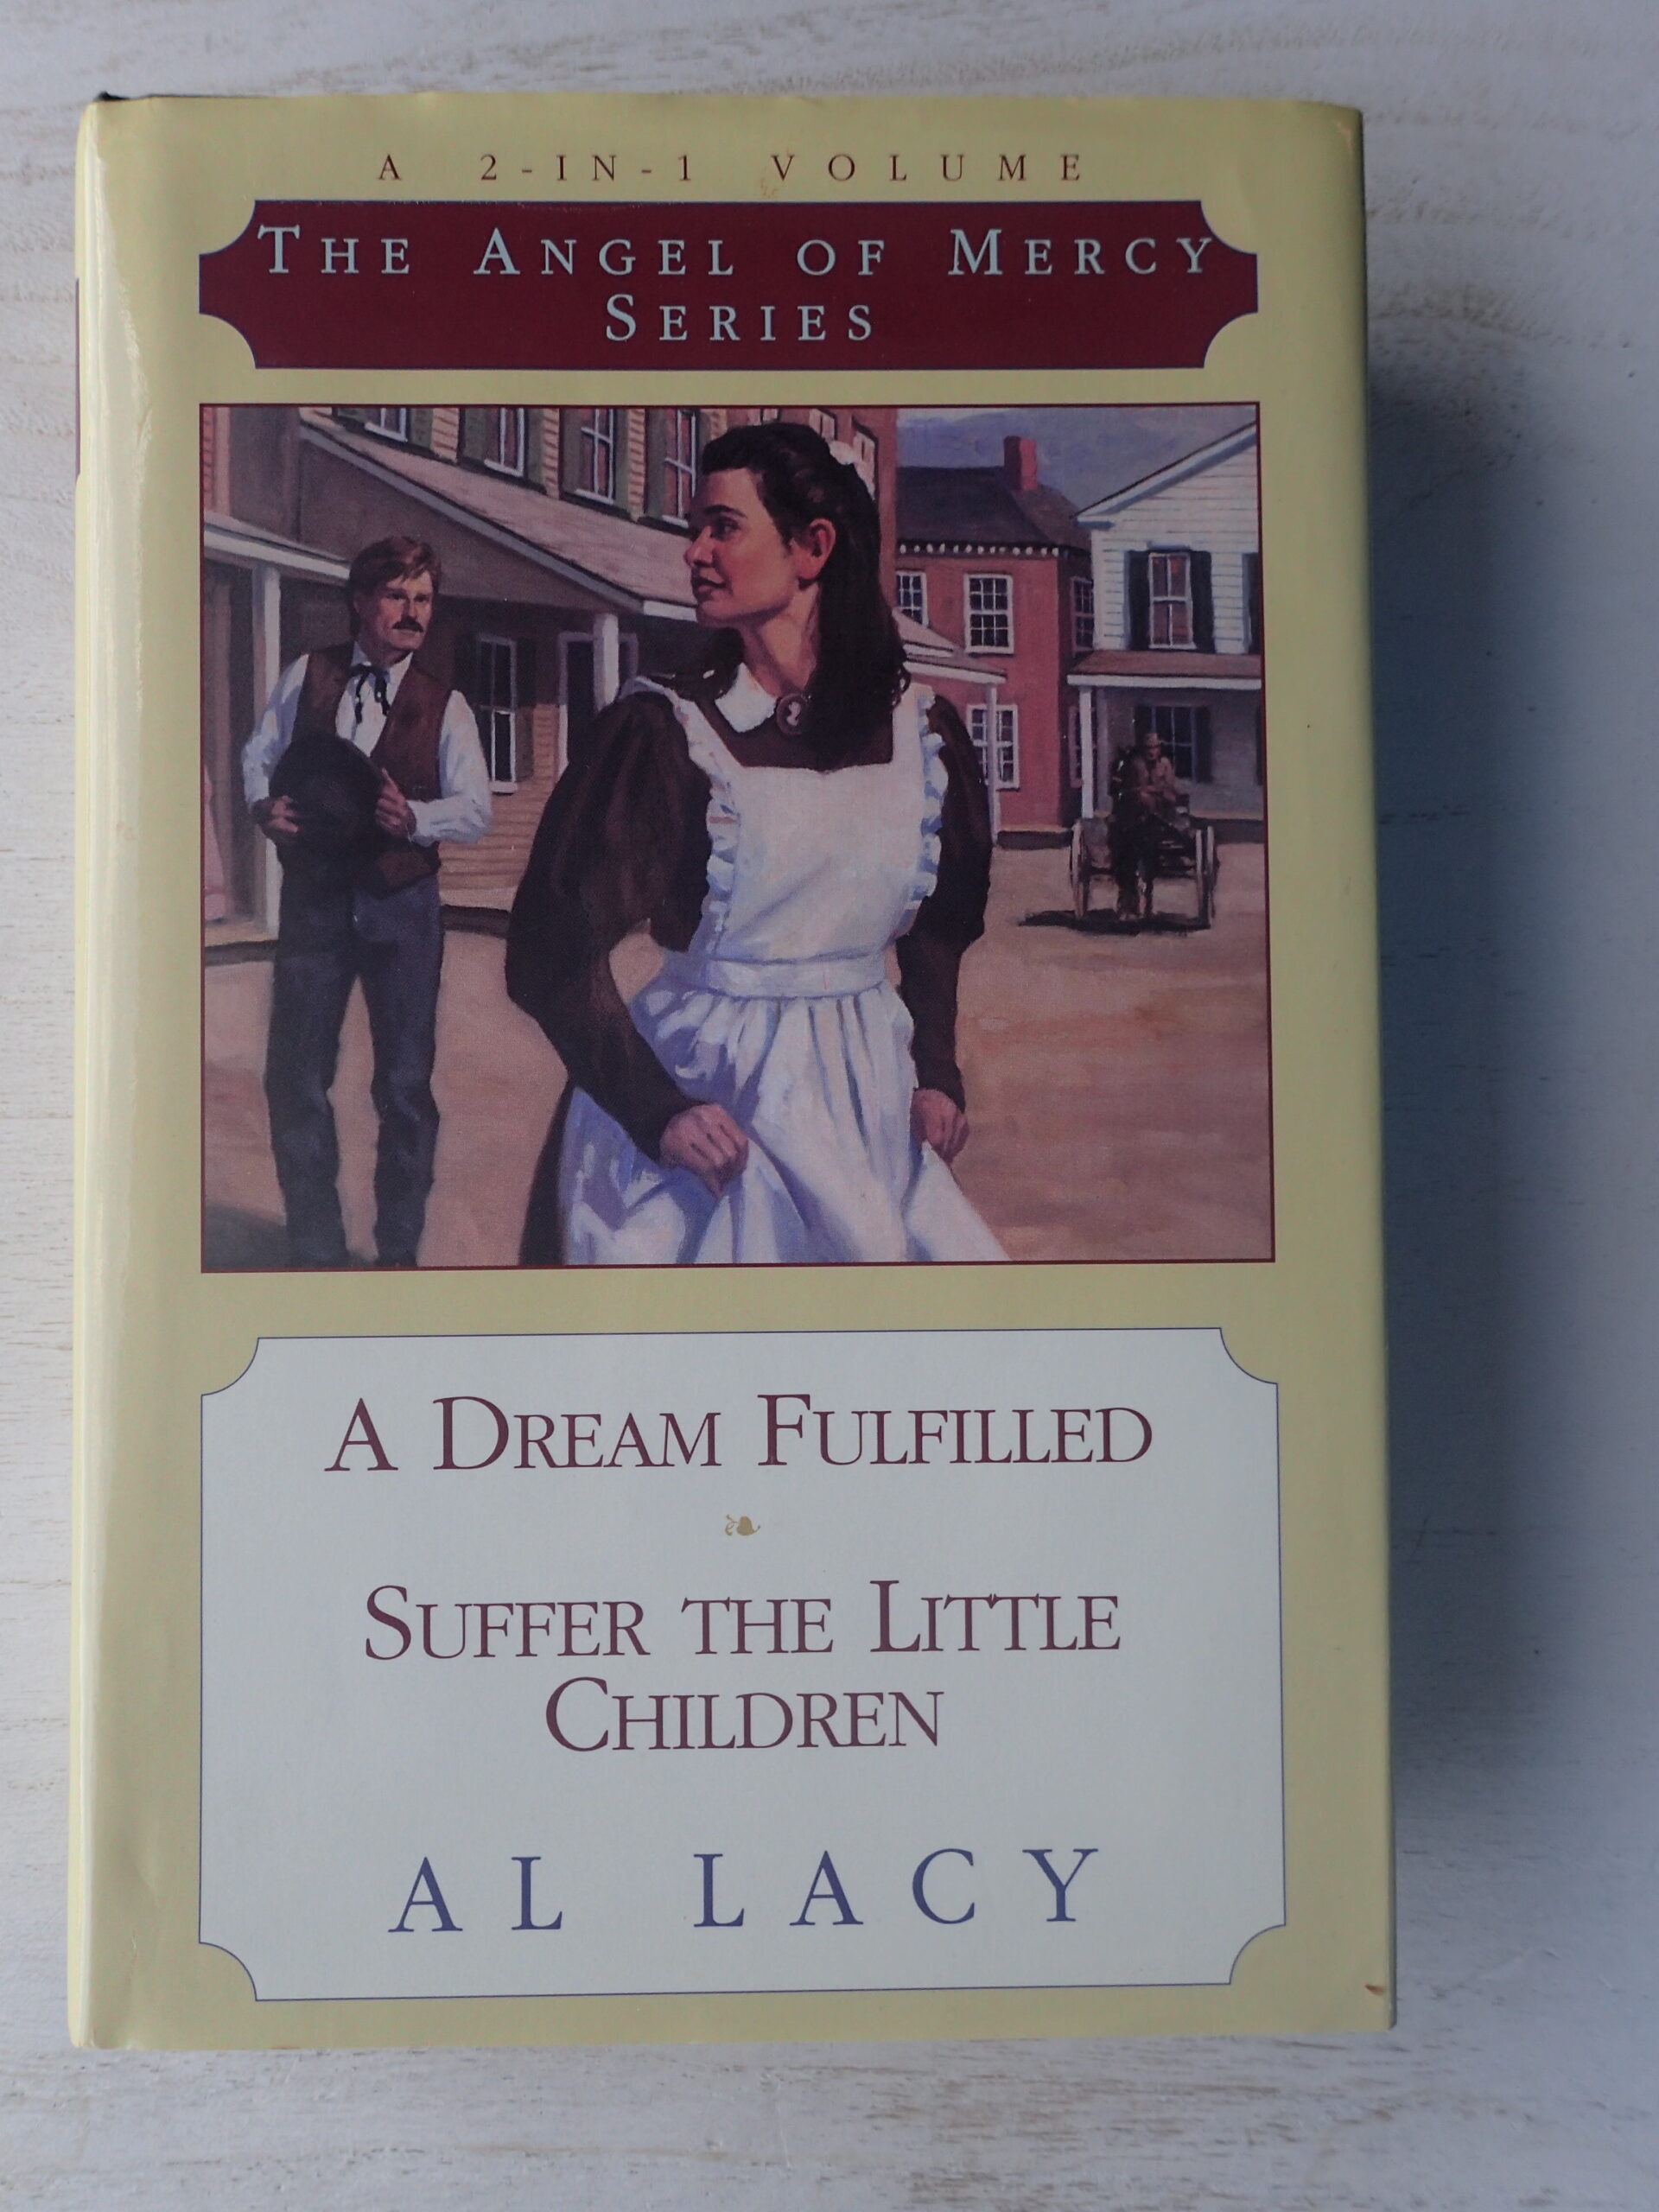 A 2-IN-1 VOLUME
THE ANGEL OF MERCY
SERIES
A DREAM FULFILLED
SUFFER THE LITTLE
CHILDREN
AL LACY